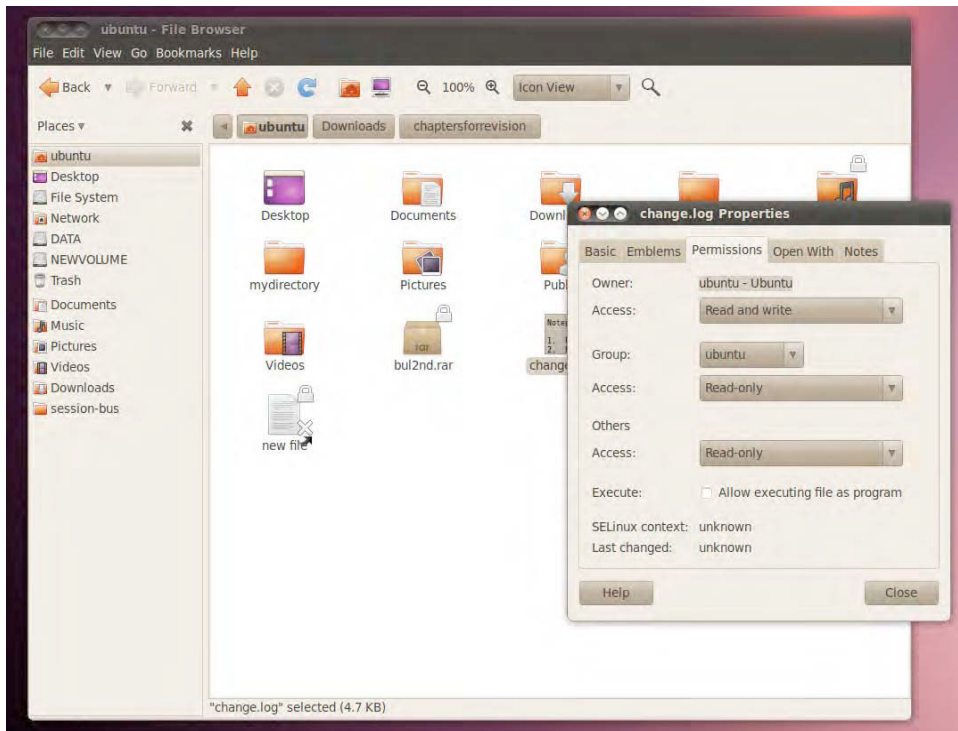 ubuntu - File Browser
File Edit View Go Bookmarks Help
Back Forward 100% Icon View
Places ubuntu Downloads chaptersforrevision
ubuntu
Desktop
File System
Network
DATA
NEWVOLUME
Trash
Documents
Music
Pictures
Videos
Downloads
session-bus
Desktop Documents Downl
mydirectory Pictures Publ
rar
Videos bul2nd.rar change
new file
"change.log" selected (4.7 KB)
change.log Properties
Basic Emblems Permissions Open With Notes
Owner: ubuntu - Ubuntu
Access: Read and write
Group: ubuntu
Access: Read-only
Others
Access: Read-only
Execute: Allow executing file as program
SELinux context: unknown
Last changed: unknown
Help Close